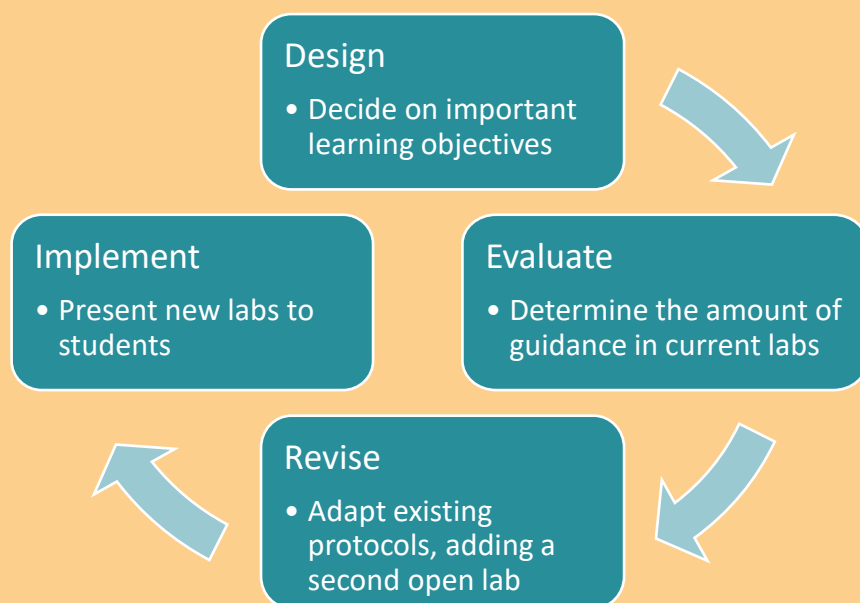 Design
• Decide on important
learning objectives
Implement
• Present new labs to
students
Evaluate
• Determine the amount of
guidance in current labs
Revise
• Adapt existing
protocols, adding a
second open lab